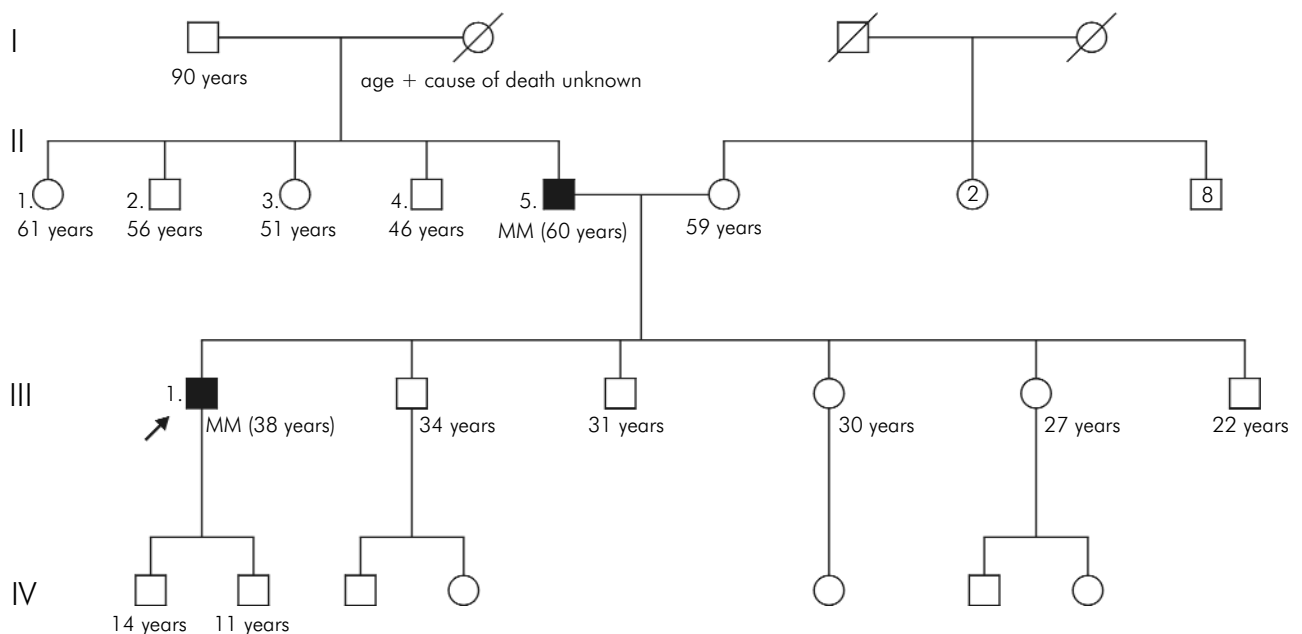 I
90 years
age + cause of death unknown
II
1.
2.
3.
4.
5.
2
8
61 years
56 years
51 years
46 years
MM (60 years)
59 years
III
1.
MM (38 years)
34 years
31 years
30 years
27 years
22 years
IV
14 years
11 years